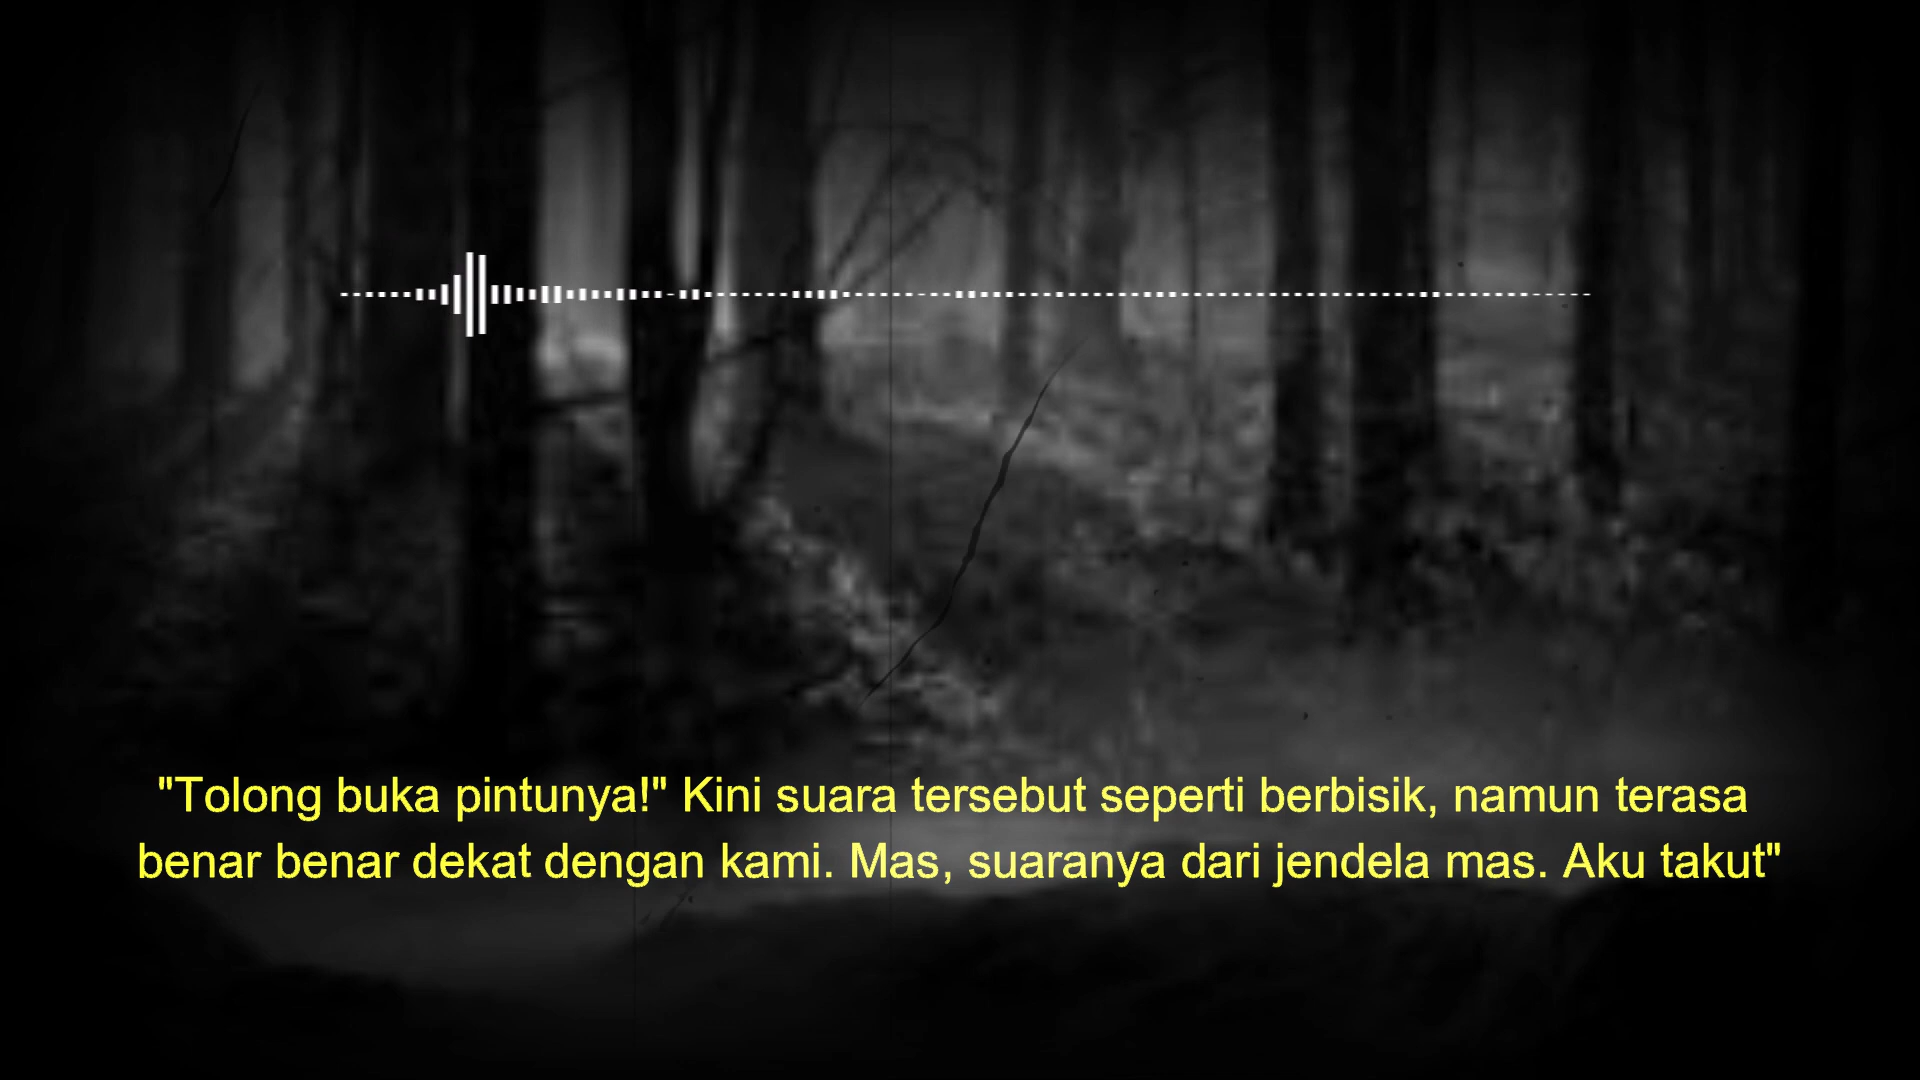 "Tolong buka pintunya!" Kini suara tersebut seperti berbisik, namun terasa
benar benar dekat dengan kami. Mas, suaranya dari jendela mas. Aku takut"